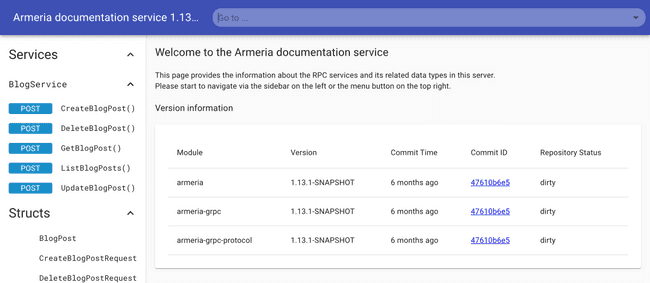 Armeria documentation service 1.13...
Go to ...
Services
BlogService
POST CreateBlogPost()
POST DeleteBlogPost()
POST GetBlogPost()
POST ListBlogPosts()
POST UpdateBlogPost()
Structs
BlogPost
CreateBlogPostRequest
DeleteBlogPostRequest
Welcome to the Armeria documentation service
This page provides the information about the RPC services and its related data types in this server.
Please start to navigate via the sidebar on the left or the menu button on the top right.
Version information
Module Version Commit Time Commit ID Repository Status
armeria 1.13.1-SNAPSHOT 6 months ago 47610b6e5 dirty
armeria-grpc 1.13.1-SNAPSHOT 6 months ago 47610b6e5 dirty
armeria-grpc-protocol 1.13.1-SNAPSHOT 6 months ago 47610b6e5 dirty